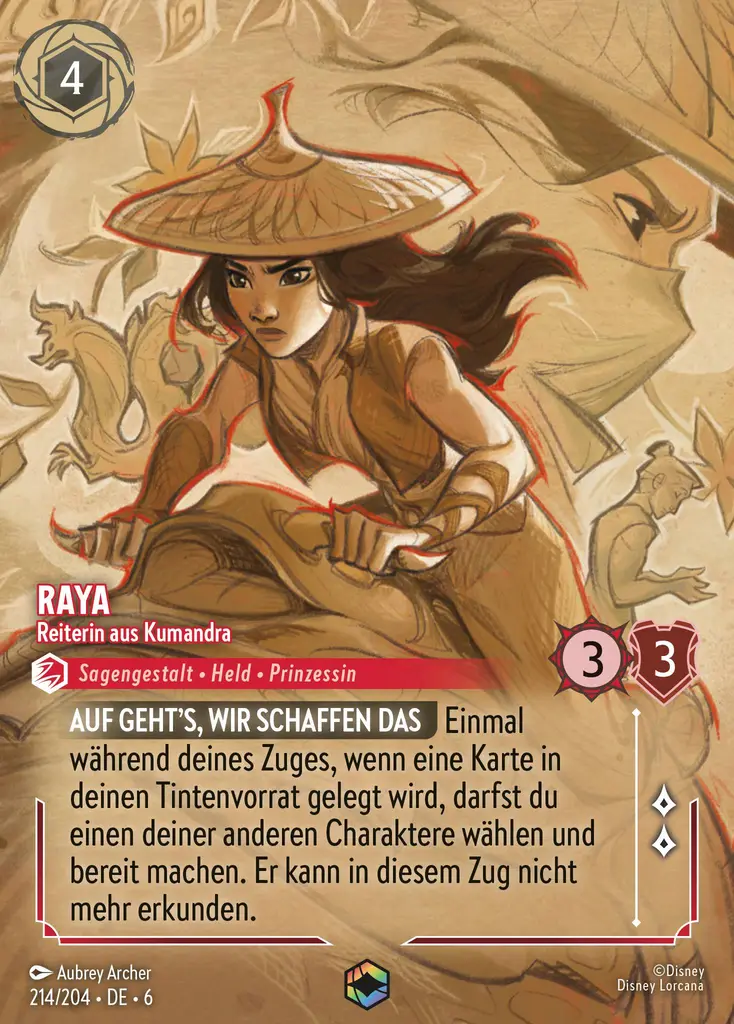 4
RAYA
Reiterin aus Kumandra
3 3
Sagengestalt • Held • Prinzessin
AUF GEHT'S, WIR SCHAFFEN DAS Einmal
während deines Zuges, wenn eine Karte in
deinen Tintenvorrat gelegt wird, darfst du
einen deiner anderen Charaktere wählen und
bereit machen. Er kann in diesem Zug nicht
mehr erkunden.
Aubrey Archer
214/204 • DE • 6
©Disney
Disney Lorcana